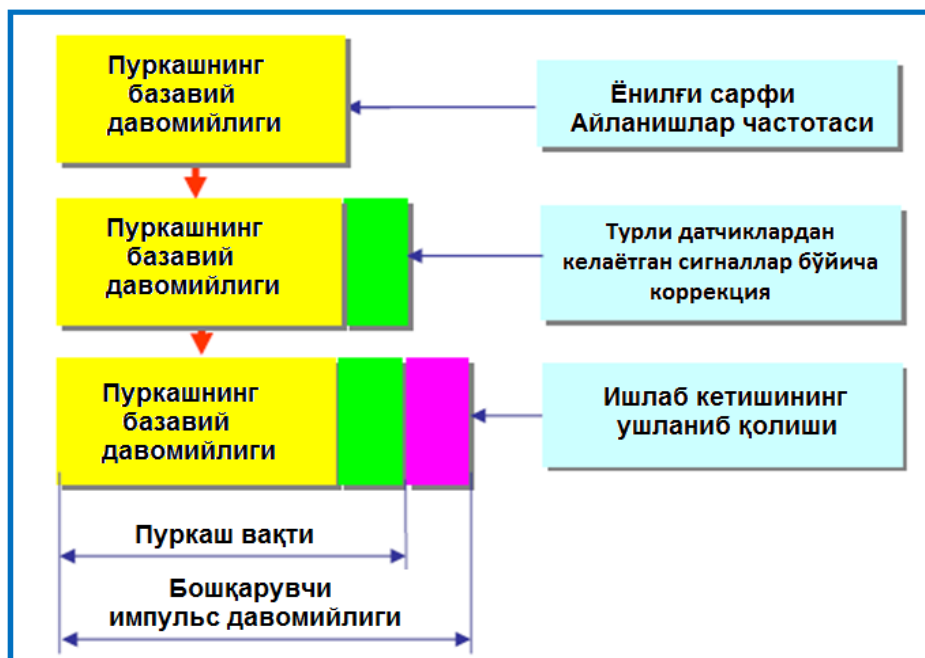 Пуркашнинг
базавий
давомийлиги
Ёнилғи сарфи
Айланишлар частотаси
Пуркашнинг
базавий
давомийлиги
Турли датчиклардан
келаётган сигналлар бўйича
коррекция
Пуркашнинг
базавий
давомийлиги
Ишлаб кетишининг
ушланиб қолиши
Пуркаш вақти
Бошқарувчи
импульс давомийлиги